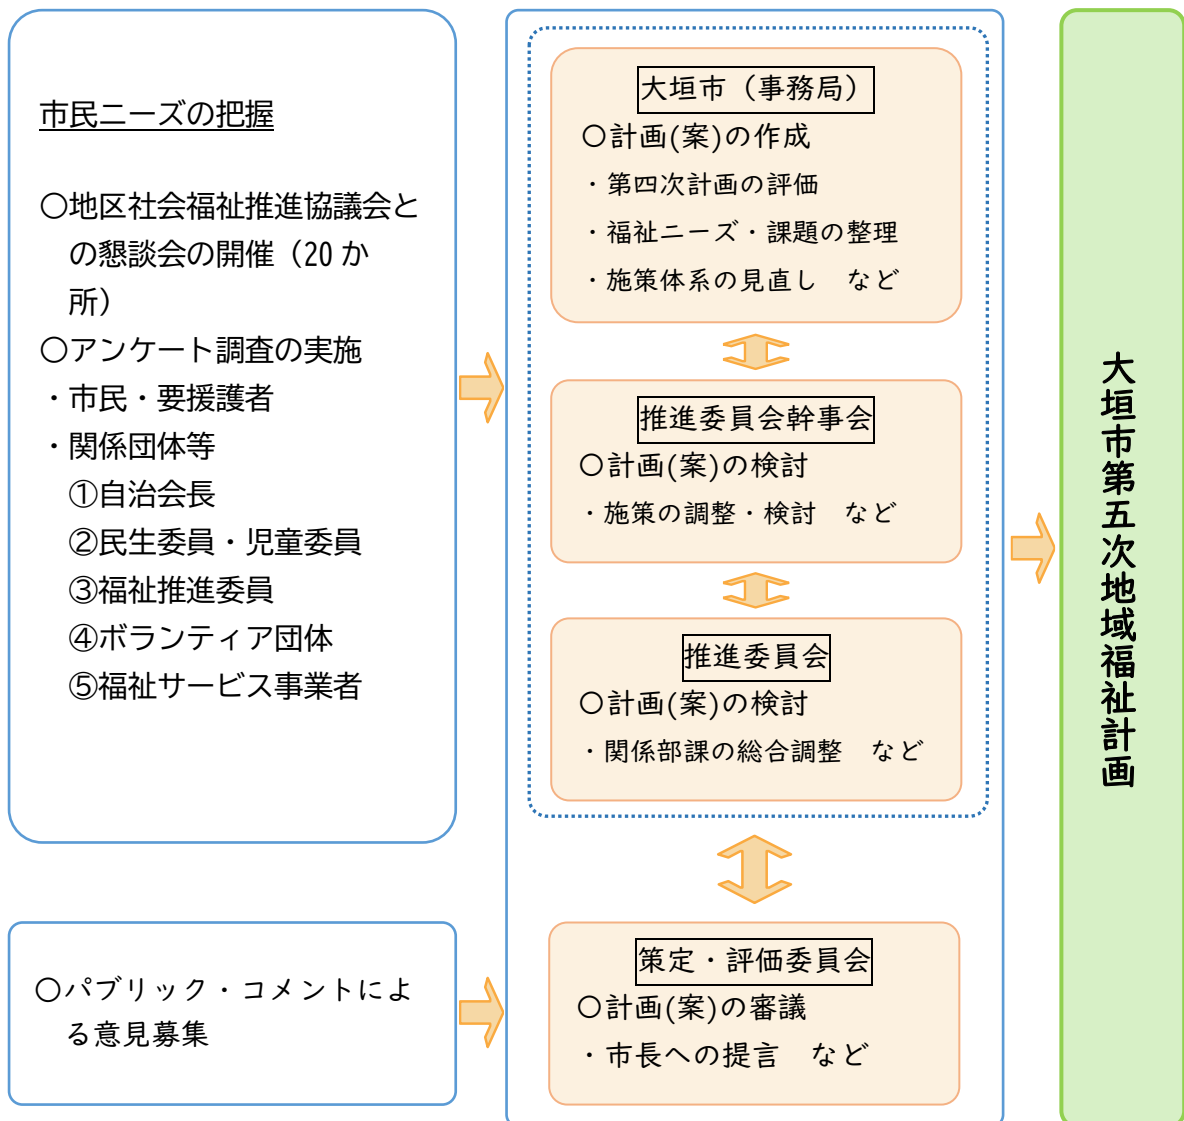 市民ニーズの把握
〇地区社会福祉推進協議会と
の懇談会の開催（20 か
所）
〇アンケート調査の実施
・市民・要援護者
・関係団体等
①自治会長
②民生委員・児童委員
③福祉推進委員
④ボランティア団体
⑤福祉サービス事業者
〇パブリック・コメントによ
る意見募集
大垣市（事務局）
〇計画(案)の作成
・第四次計画の評価
・福祉ニーズ・課題の整理
・施策体系の見直し　など
推進委員会幹事会
〇計画(案)の検討
・施策の調整・検討　など
推進委員会
〇計画(案)の検討
・関係部課の総合調整　など
策定・評価委員会
〇計画(案)の審議
・市長への提言　など
大垣市第五次地域福祉計画